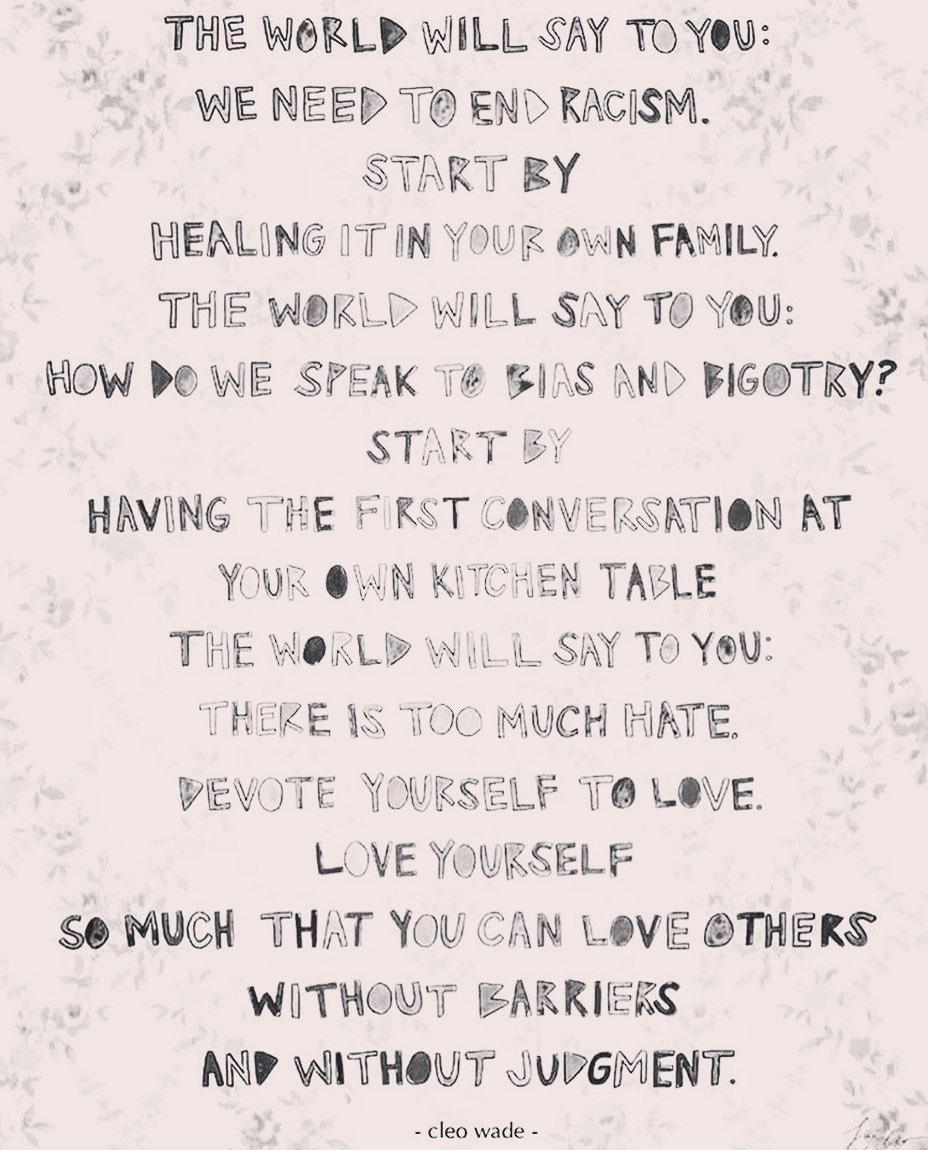 THE WORLD WILL SAY TO YOU:
WE NEED TO END RACISM.
START BY
HEALING IT IN YOUR OWN FAMILY.
THE WORLD WILL SAY TO YOU:
HOW DO WE SPEAK TO BIAS AND BIGOTRY?
START BY
HAVING THE FIRST CONVERSATION AT
YOUR OWN KITCHEN TABLE
THE WORLD WILL SAY TO YOU:
THERE IS TOO MUCH HATE.
DEVOTE YOURSELF TO LOVE.
LOVE YOURSELF
SO MUCH THAT YOU CAN LOVE OTHERS
WITHOUT BARRIERS
AND WITHOUT JUDGMENT.
- cleo wade -